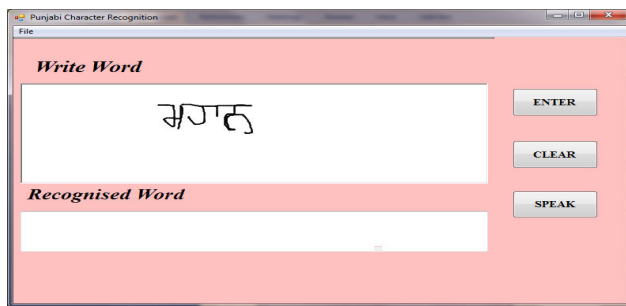 Punjabi Character Recognition
File
Write Word
ਮਹਾਨ
ENTER
CLEAR
Recognised Word
SPEAK